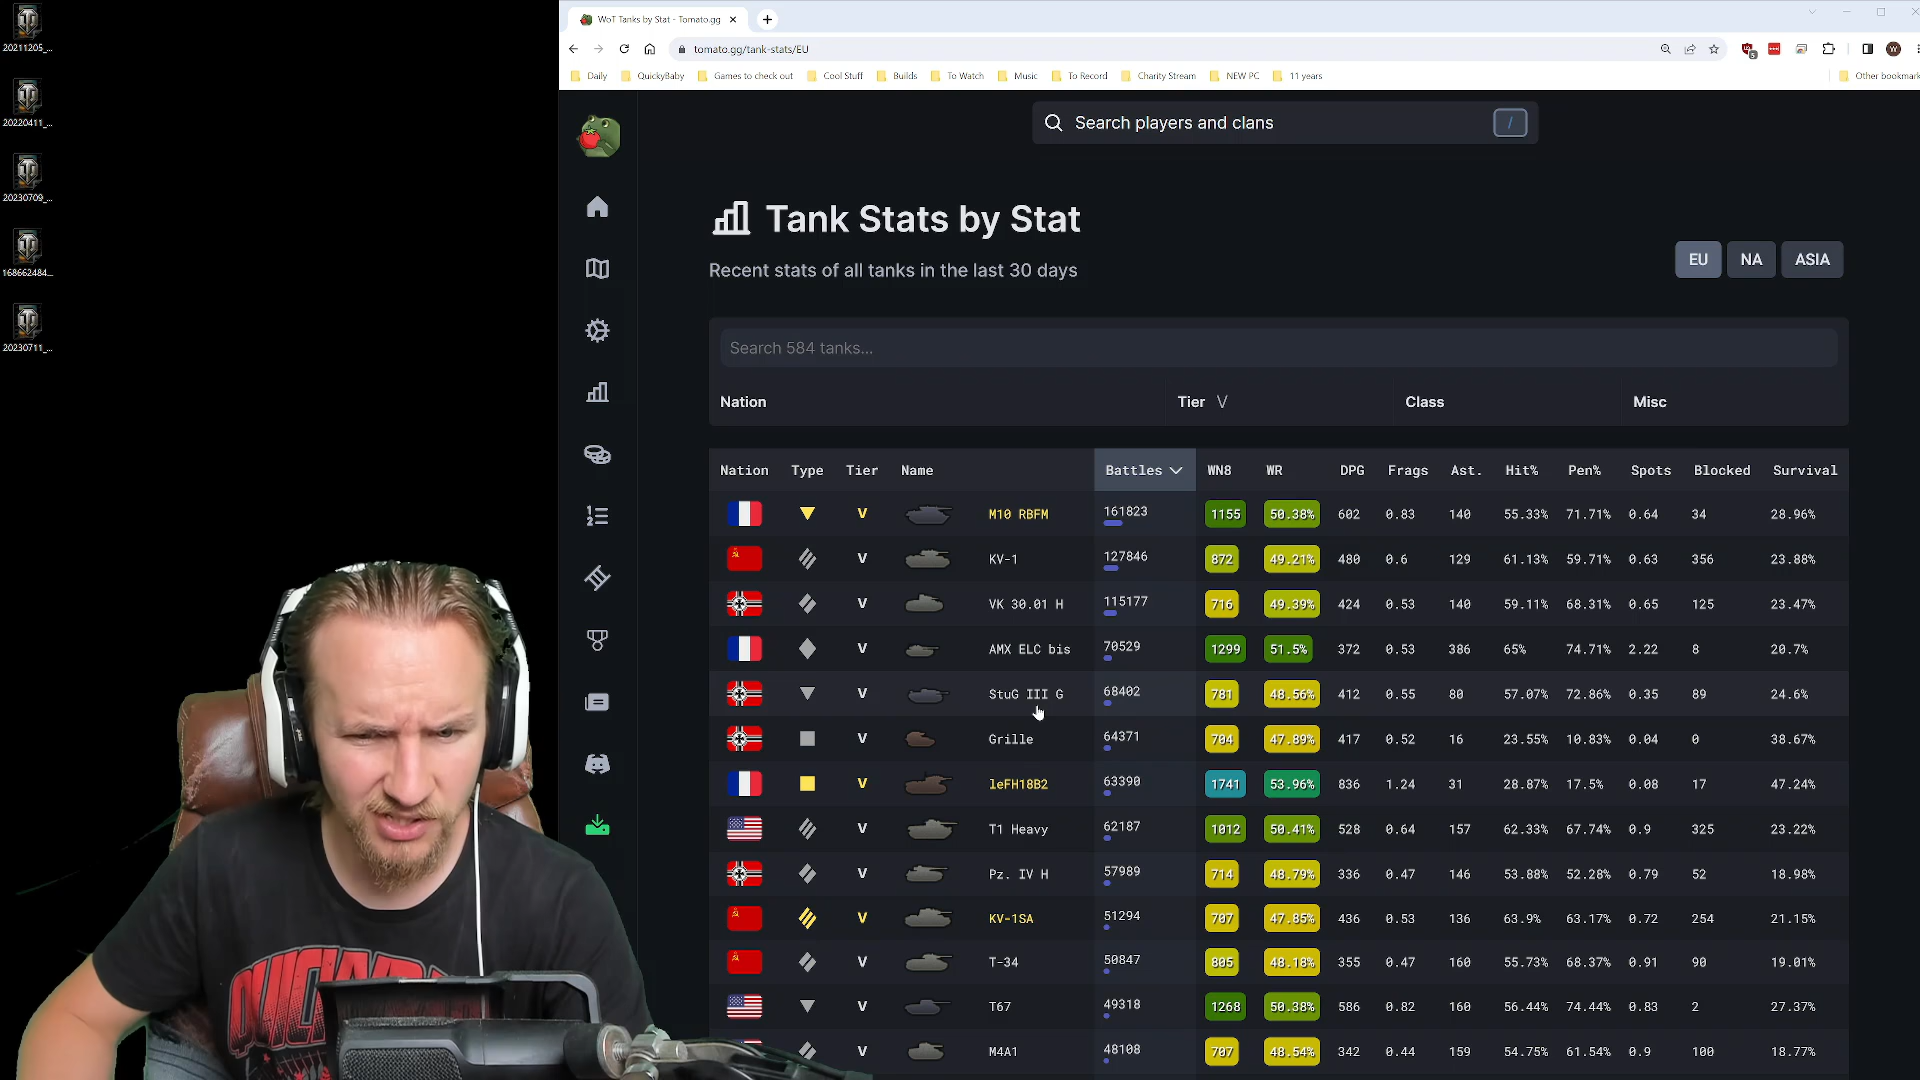 20211205_...
20220411_...
20230709_...
168662484...
20230711_...
WoT Tanks by Stat - Tomato.gg
tomato.gg/tank-stats/EU
Daily QuickyBaby Games to check out Cool Stuff Builds To Watch Music To Record Charity Stream NEW PC 11 years Other bookmark
Search players and clans /
Tank Stats by Stat
Recent stats of all tanks in the last 30 days
EU NA ASIA
Search 584 tanks...
Nation Tier V Class Misc
Nation Type Tier Name Battles WN8 WR DPG Frags Ast. Hit% Pen% Spots Blocked Survival
V M10 RBFM 161823 1155 50.38% 602 0.83 140 55.33% 71.71% 0.64 34 28.96%
V KV-1 127846 872 49.21% 480 0.6 129 61.13% 59.71% 0.63 356 23.88%
V VK 30.01 H 115177 716 49.39% 424 0.53 140 59.11% 68.31% 0.65 125 23.47%
V AMX ELC bis 70529 1299 51.5% 372 0.53 386 65% 74.71% 2.22 8 20.7%
V StuG III G 68402 781 48.56% 412 0.55 80 57.07% 72.86% 0.35 89 24.6%
V Grille 64371 704 47.89% 417 0.52 16 23.55% 10.83% 0.04 0 38.67%
V leFH18B2 63390 1741 53.96% 836 1.24 31 28.87% 17.5% 0.08 17 47.24%
V T1 Heavy 62187 1012 50.41% 528 0.64 157 62.33% 67.74% 0.9 325 23.22%
V Pz. IV H 57989 714 48.79% 336 0.47 146 53.88% 52.28% 0.79 52 18.98%
V KV-1SA 51294 707 47.85% 436 0.53 136 63.9% 63.17% 0.72 254 21.15%
V T-34 50847 805 48.18% 355 0.47 160 55.73% 68.37% 0.91 90 19.01%
V T67 49318 1268 50.38% 586 0.82 160 56.44% 74.44% 0.83 2 27.37%
V M4A1 48108 707 48.54% 342 0.44 159 54.75% 61.54% 0.9 100 18.77%